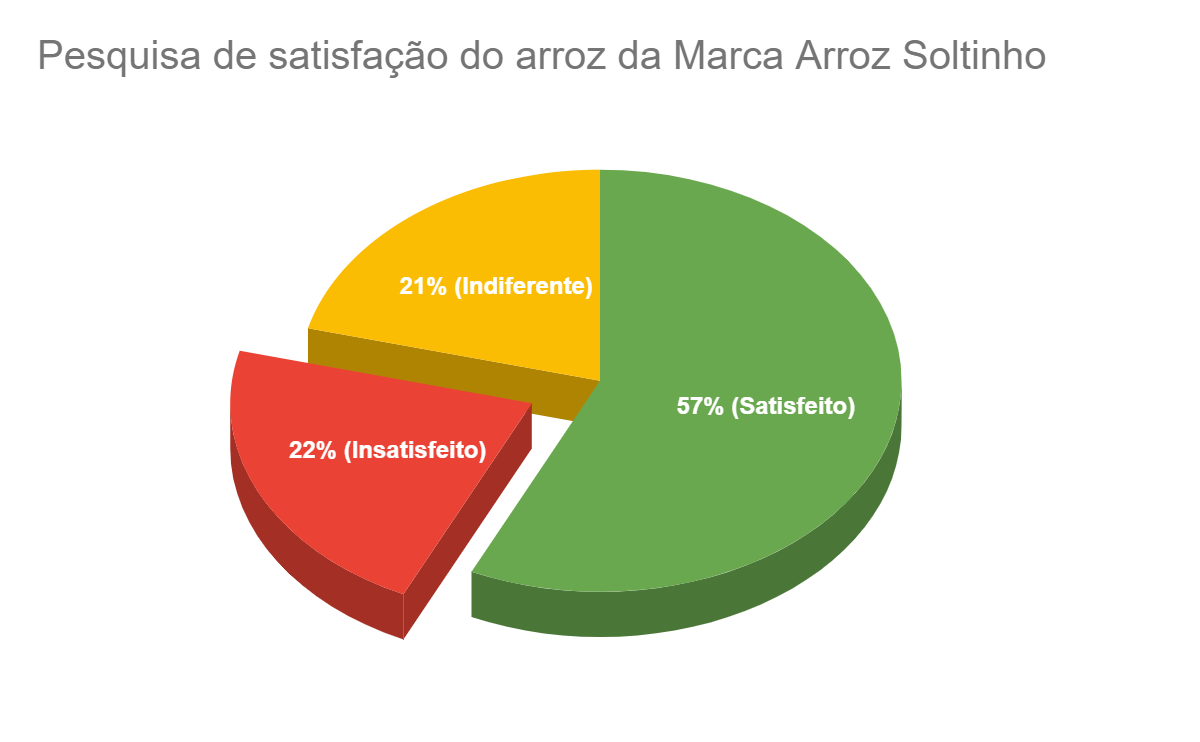 Pesquisa de satisfação do arroz da Marca Arroz Soltinho
21% (Indiferente)
57% (Satisfeito)
22% (Insatisfeito)